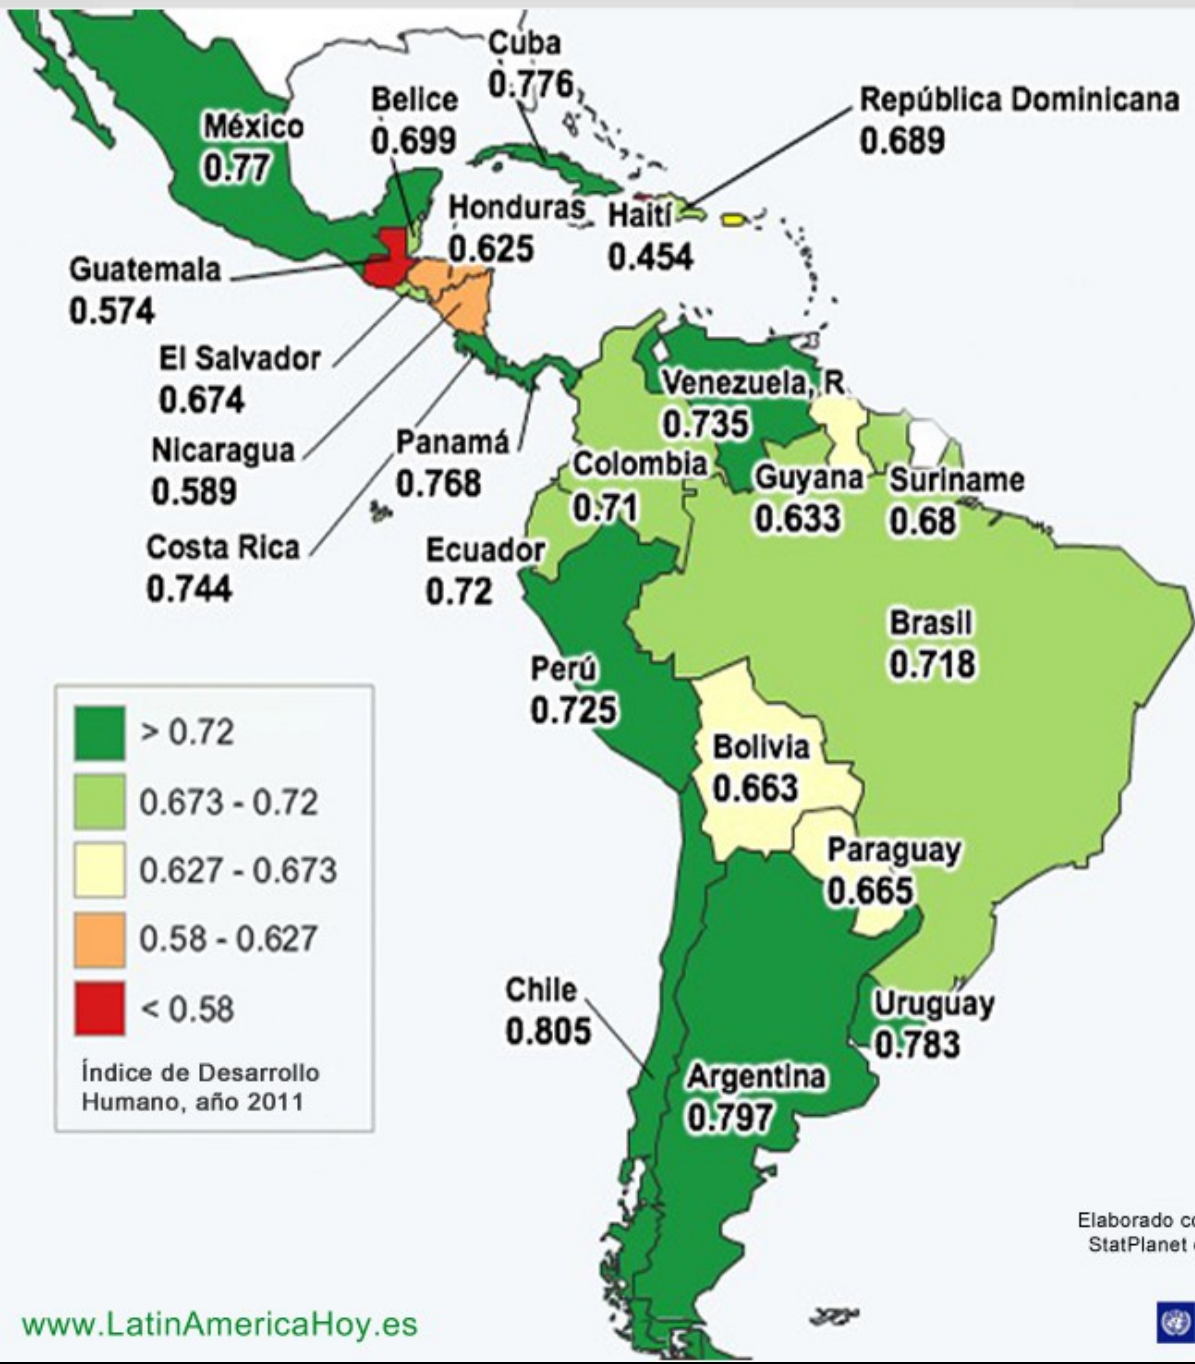 Cuba
0.776
Belice
0.699
República Dominicana
0.689
México
0.77
Honduras
0.625
Haití
0.454
Guatemala
0.574
El Salvador
0.674
Venezuela, R
0.735
Nicaragua
0.589
Panamá
0.768
Colombia
0.71
Guyana
0.633
Suriname
0.68
Costa Rica
0.744
Ecuador
0.72
Brasil
0.718
Perú
0.725
Bolivia
0.663
Paraguay
0.665
Chile
0.805
Uruguay
0.783
Argentina
0.797
> 0.72
0.673 - 0.72
0.627 - 0.673
0.58 - 0.627
< 0.58
Índice de Desarrollo
Humano, año 2011
Elaborado
StatPlanet
www.LatinAmericaHoy.es